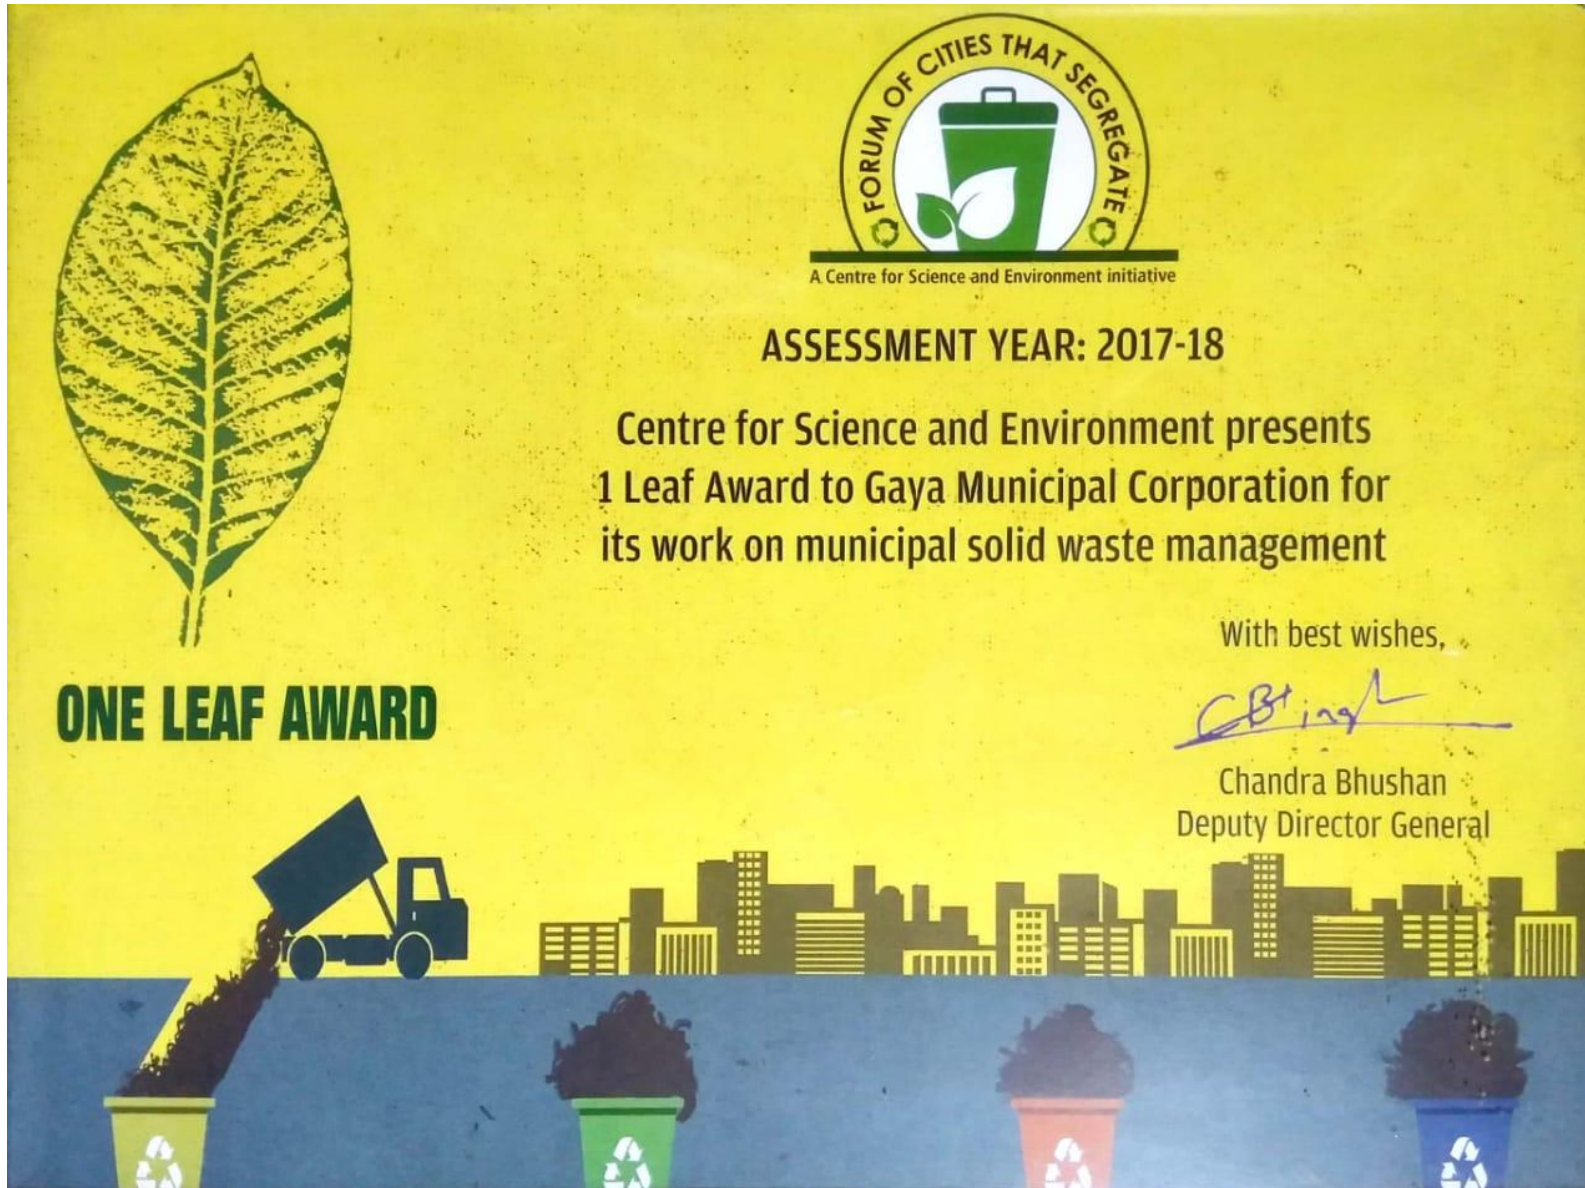 FORUM OF CITIES THAT SEGREGATE
A Centre for Science and Environment initiative
ASSESSMENT YEAR: 2017-18
Centre for Science and Environment presents
1 Leaf Award to Gaya Municipal Corporation for
its work on municipal solid waste management
With best wishes,
Chandra Bhushan
Deputy Director General
ONE LEAF AWARD